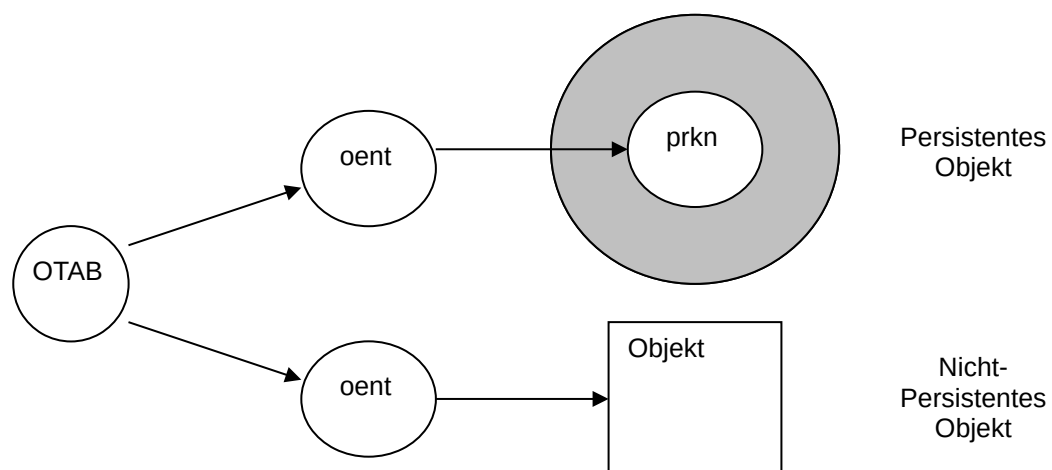 prkn
Persistentes
Objekt
oent
OTAB
Objekt
Nicht-
Persistentes
Objekt
oent